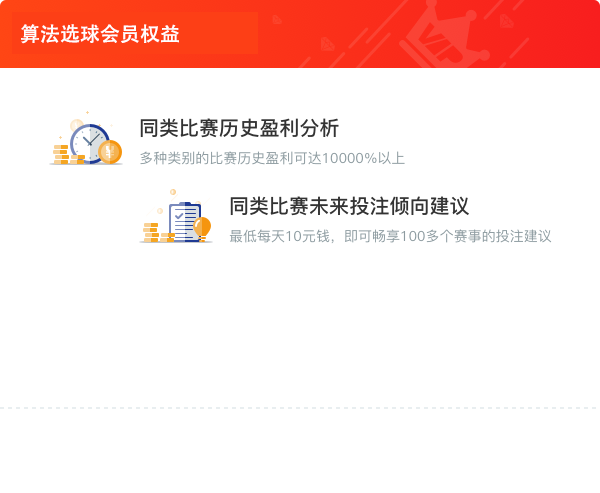 算法选球会员权益
同类比赛历史盈利分析
多种类别的比赛历史盈利可达10000%以上
同类比赛未来投注倾向建议
最低每天10元钱，即可畅享100多个赛事的投注建议